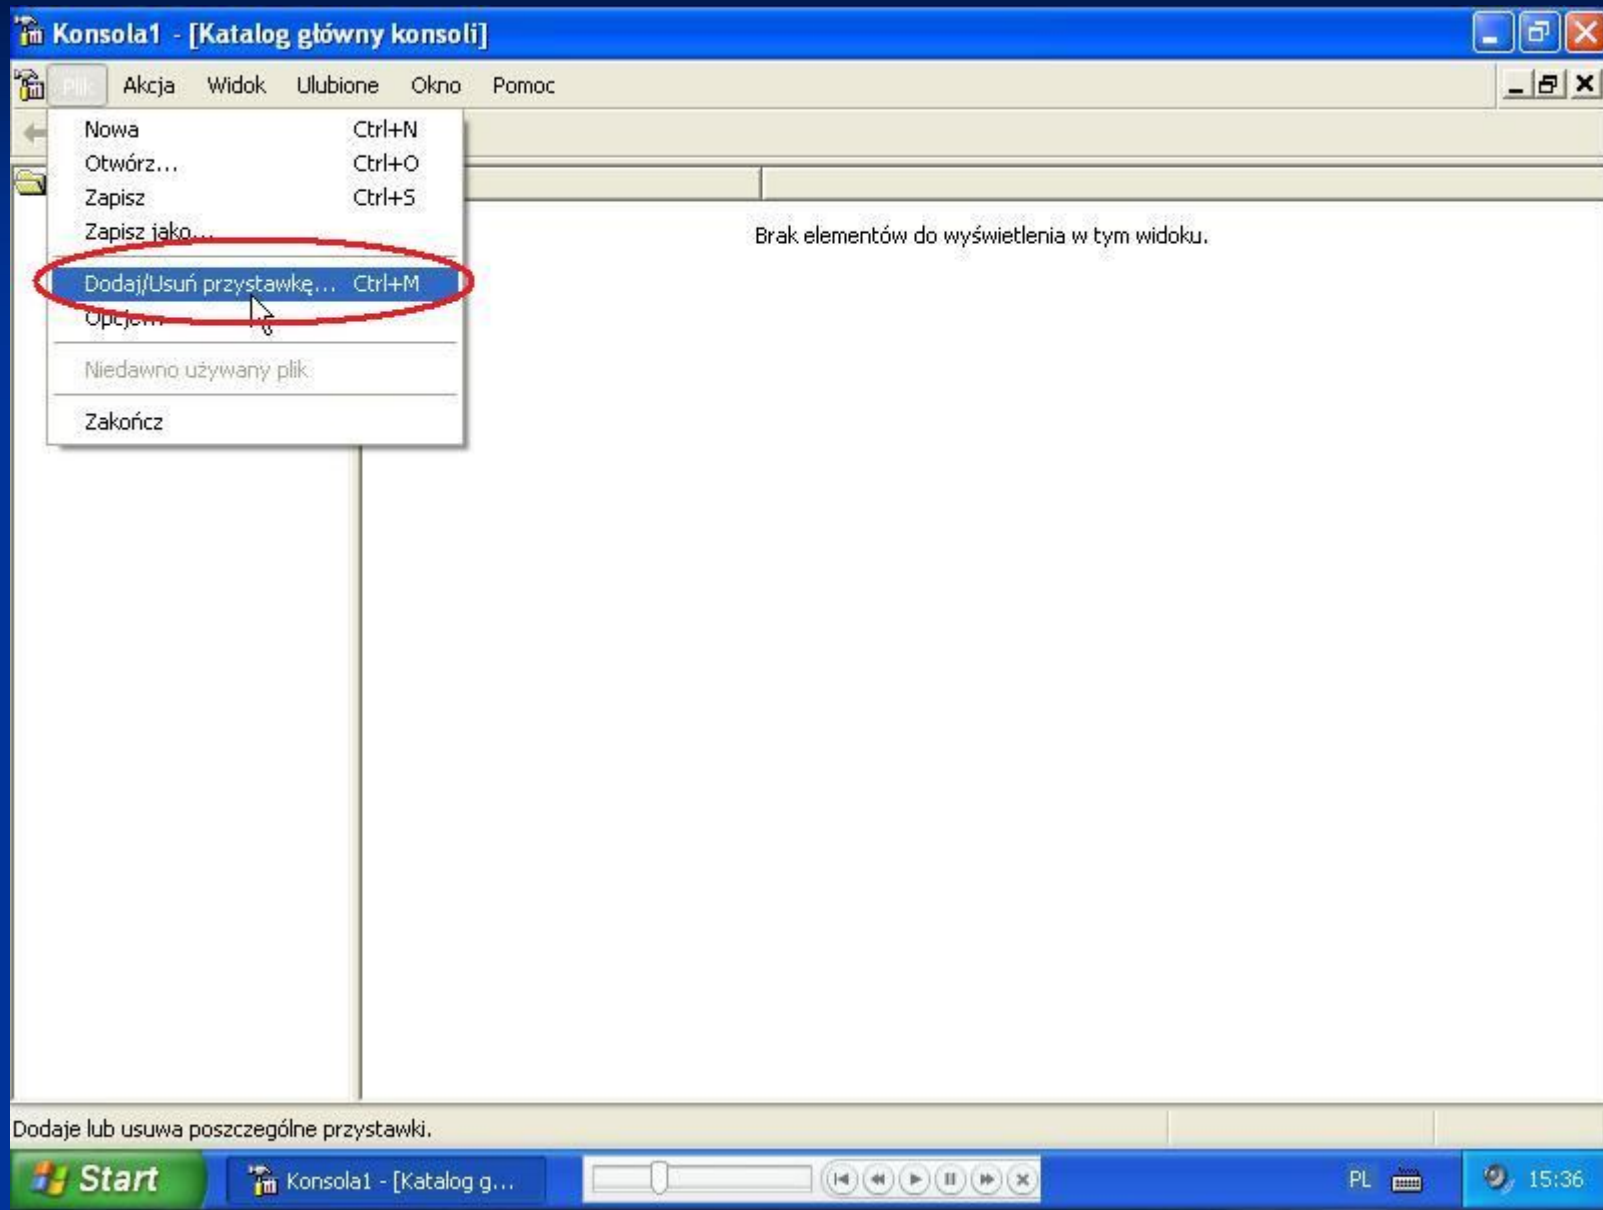 Konsola1 - [Katalog główny konsoli]
Plik Akcja Widok Ulubione Okno Pomoc
Nowa Ctrl+N
Otwórz... Ctrl+O
Zapisz Ctrl+S
Zapisz jako...
Dodaj/Usuń przystawkę... Ctrl+M
Opcje...
Niedawno używany plik
Zakończ
Brak elementów do wyświetlenia w tym widoku.
Dodaje lub usuwa poszczególne przystawki.
Start Konsola1 - [Katalog g... PL 15:36